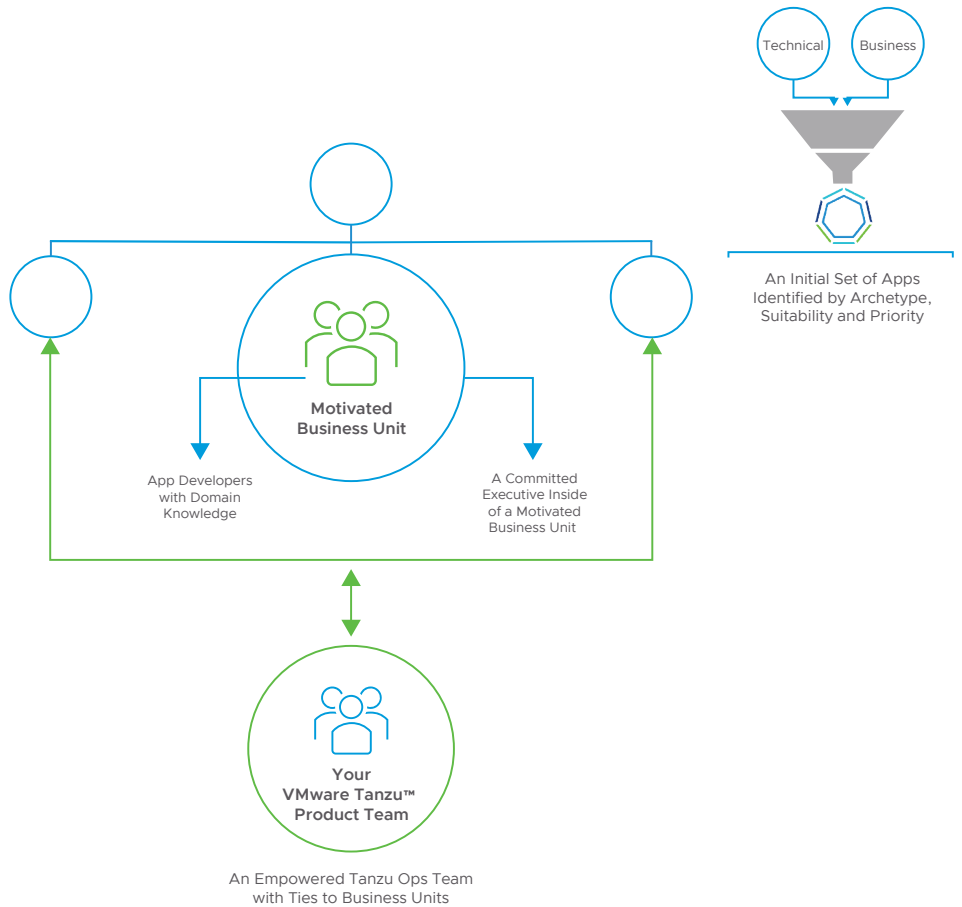 Technical
Business
An Initial Set of Apps
Identified by Archetype,
Suitability and Priority
Motivated
Business Unit
App Developers
with Domain
Knowledge
A Committed
Executive Inside
of a Motivated
Business Unit
Your
VMware Tanzu™
Product Team
An Empowered Tanzu Ops Team
with Ties to Business Units